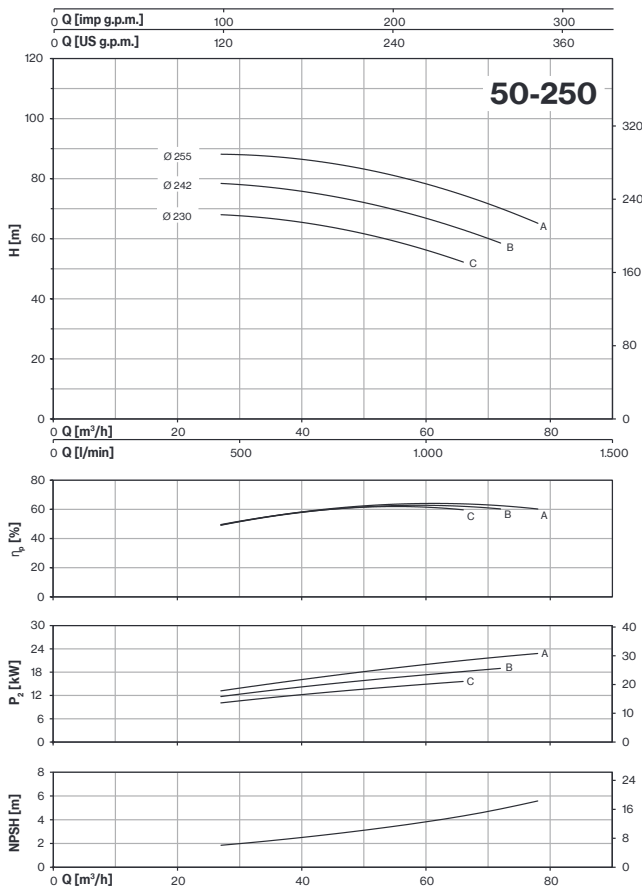 0 Q [imp g.p.m.] 100 200 300
0 Q [US g.p.m.] 120 240 360
50-250
120
100
80
60
40
20
0
H [m]
320
240
160
80
0
Ø 255
Ø 242
Ø 230
A
B
C
0 Q [m³/h] 20 40 60 80
0 Q [l/min] 500 1.000 1.500
80
60
40
20
0
ηp [%]
C B A
30
24
18
12
6
0
P2 [kW]
40
30
20
10
0
A
B
C
8
6
4
2
0
NPSH [m]
24
16
8
0
0 Q [m³/h] 20 40 60 80